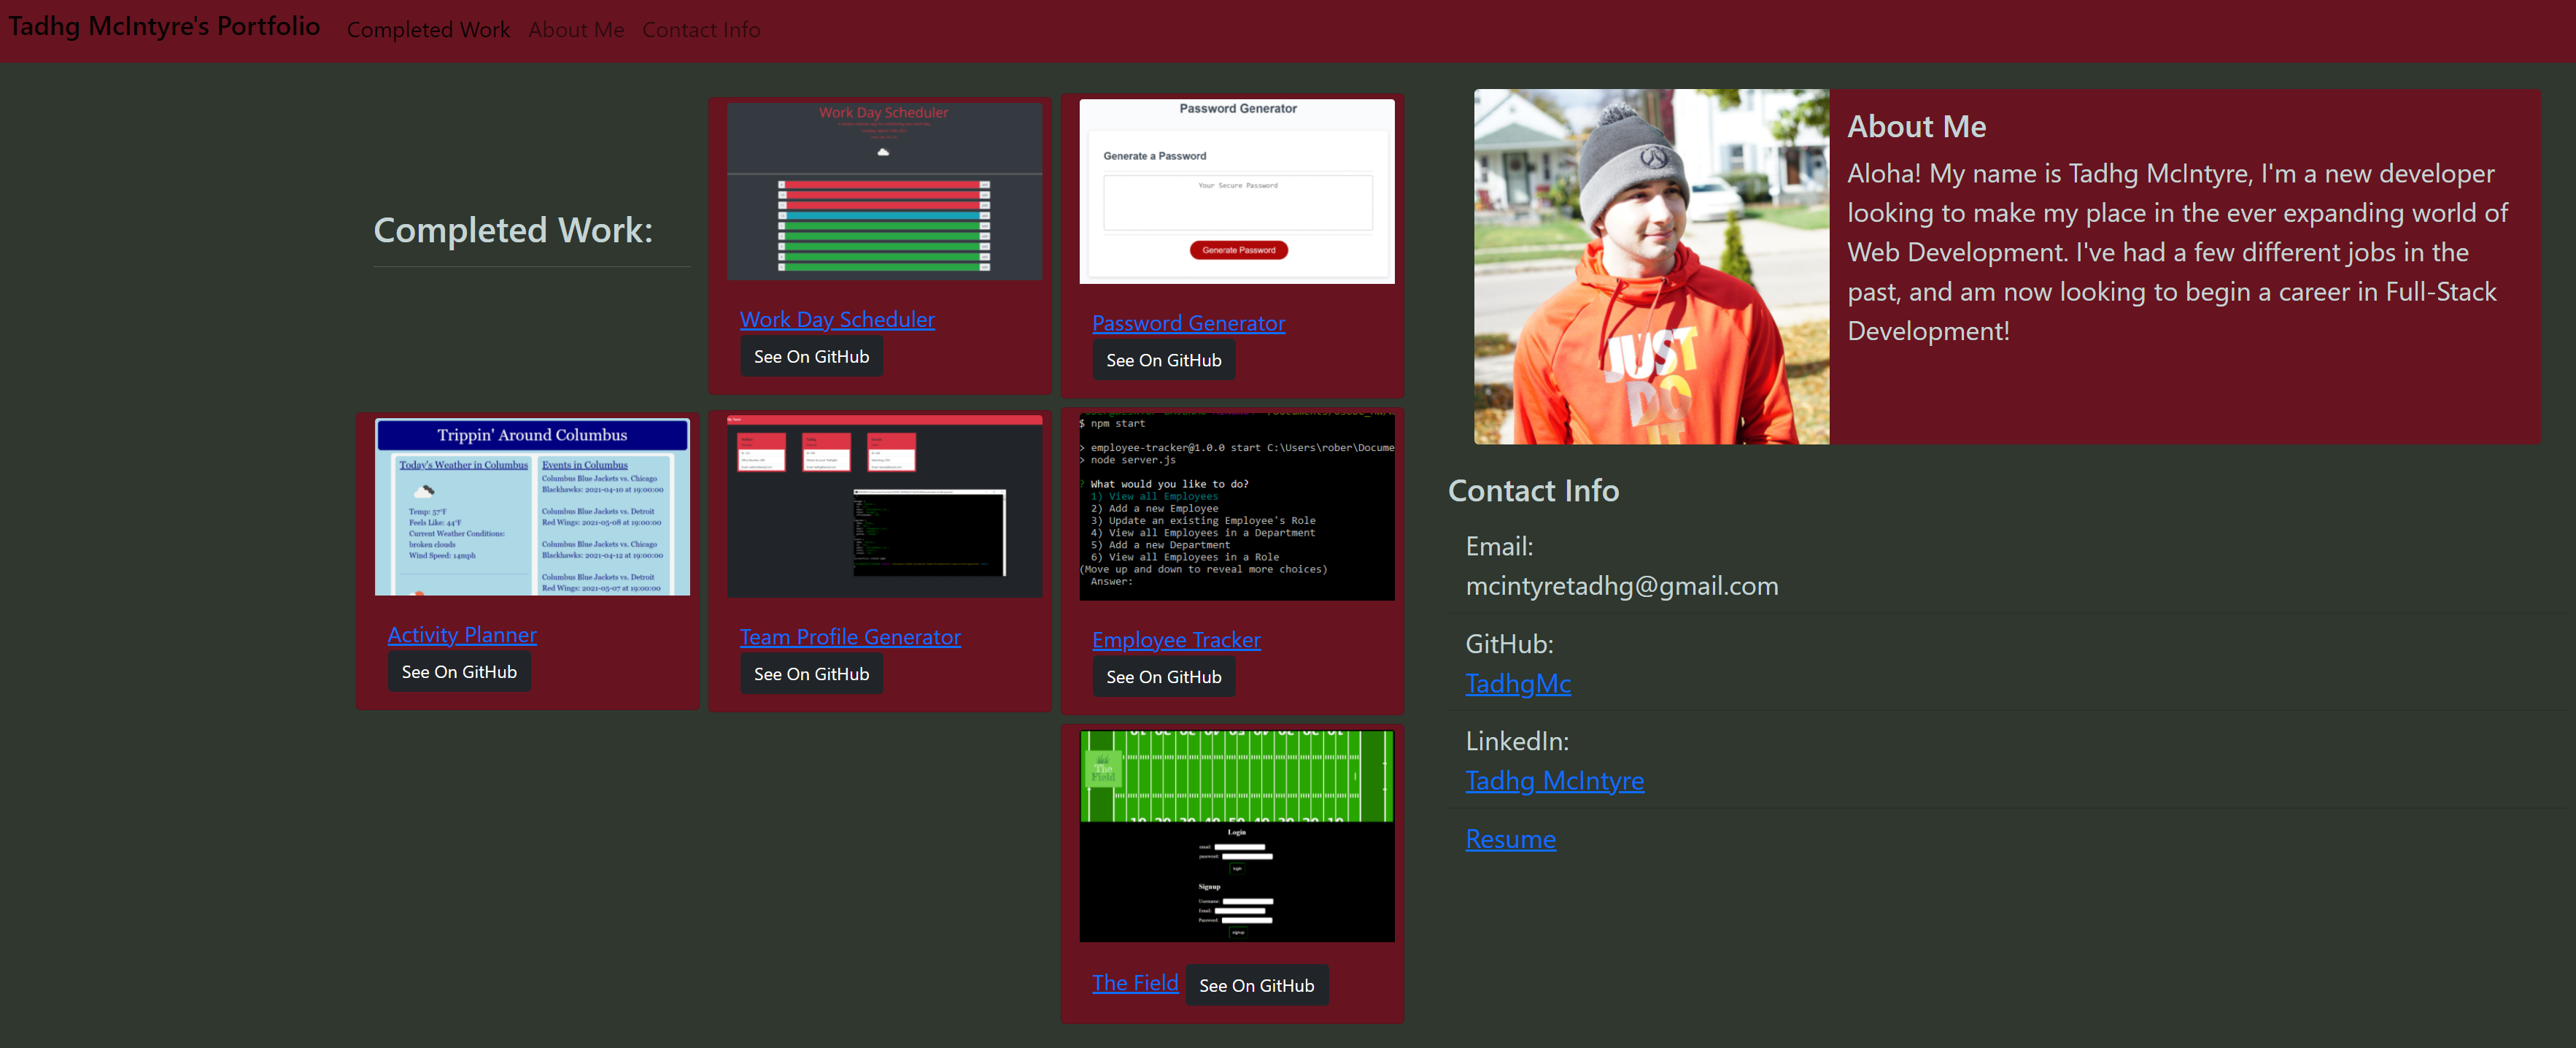 Tadhg McIntyre's Portfolio Completed Work About Me Contact Info
Completed Work:
Work Day Scheduler
Work Day Scheduler
See On GitHub
Password Generator
Generate a Password
Your Secure Password
Generate Password
Password Generator
See On GitHub
Trippin' Around Columbus
Today's Weather in Columbus
Temp: 57°F
Feels Like: 44°F
Current Weather Conditions:
broken clouds
Wind Speed: 14mph
Events in Columbus
Columbus Blue Jackets vs. Chicago
Blackhawks: 2021-04-10 at 19:00:00
Columbus Blue Jackets vs. Detroit
Red Wings: 2021-05-08 at 19:00:00
Columbus Blue Jackets vs. Chicago
Blackhawks: 2021-04-12 at 19:00:00
Columbus Blue Jackets vs. Detroit
Red Wings: 2021-05-07 at 19:00:00
Activity Planner
See On GitHub
Team Profile Generator
See On GitHub
$ npm start
> employee-tracker@1.0.0 start C:\Users\rober\Docume
> node server.js
? What would you like to do?
1) View all Employees
2) Add a new Employee
3) Update an existing Employee's Role
4) View all Employees in a Department
5) Add a new Department
6) View all Employees in a Role
(Move up and down to reveal more choices)
Answer:
Employee Tracker
See On GitHub
The
Field
Login
email:
password:
login
Signup
Username:
Email:
Password:
signup
The Field See On GitHub
JUST
DO
IT
About Me
Aloha! My name is Tadhg McIntyre, I'm a new developer
looking to make my place in the ever expanding world of
Web Development. I've had a few different jobs in the
past, and am now looking to begin a career in Full-Stack
Development!
Contact Info
Email:
mcintyretadhg@gmail.com
GitHub:
TadhgMc
LinkedIn:
Tadhg McIntyre
Resume